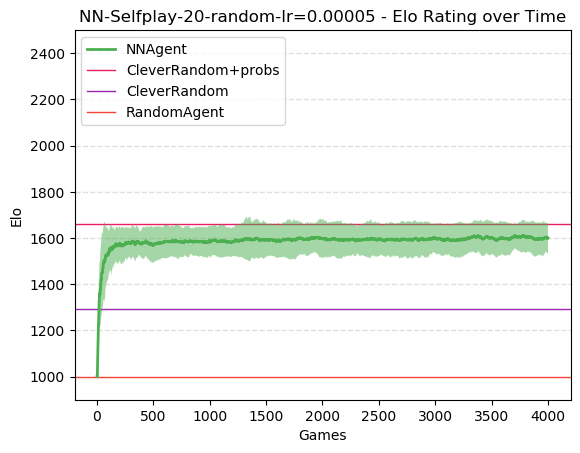 NN-Selfplay-20-random-lr=0.00005 - Elo Rating over Time
NNAgent
CleverRandom+probs
CleverRandom
RandomAgent
Elo
2400
2200
2000
1800
1600
1400
1200
1000
0 500 1000 1500 2000 2500 3000 3500 4000
Games